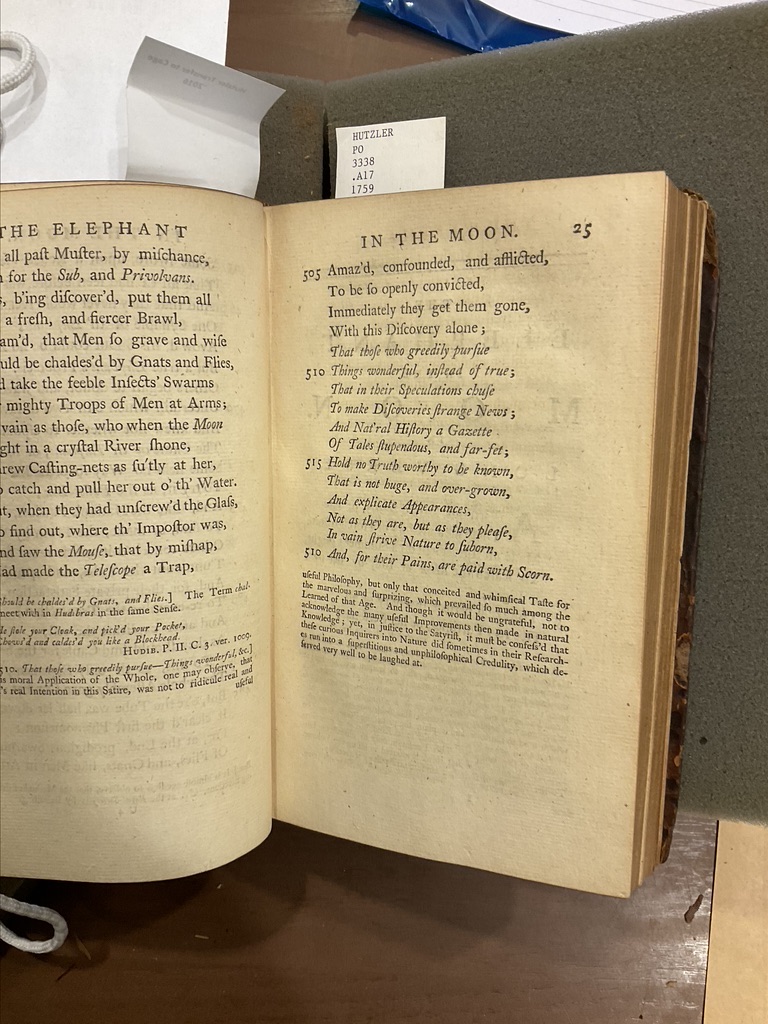 HUTZLER
PO
3338
.A17
1759
THE ELEPHANT
all paſt Muſter, by miſchance,
for the Sub, and Privolvans.
b'ing diſcover'd, put them all
a freſh, and fiercer Brawl,
am'd, that Men ſo grave and wiſe
uld be chaldes'd by Gnats and Flies,
take the feeble Inſects' Swarms
mighty Troops of Men at Arms;
vain as thoſe, who when the Moon
ght in a cryſtal River ſhone,
rew Caſting-nets as ſu'tly at her,
catch and pull her out o' th' Water.
t, when they had unſcrew'd the Glaſs,
o find out, where th' Impoſtor was,
nd ſaw the Mouſe, that by miſhap,
ad made the Teleſcope a Trap,
ſhould be chaldes'd by Gnats, and Flies.] The Term chal-
meet with in Hudibras in the ſame Senſe.
He ſtole your Cloak, and pick'd your Pocket,
Chows'd and caldes'd you like a Blockhead.
HUDIB. P. II. C. 3. ver. 1009.
510. That thoſe who greedily purſue—Things wonderful, &c.]
is moral Application of the Whole, one may obſerve, that
's real Intention in this Satire, was not to ridicule real and
uſeful
IN THE MOON. 25
505 Amaz'd, confounded, and afflicted,
To be ſo openly convicted,
Immediately they get them gone,
With this Diſcovery alone;
That thoſe who greedily purſue
510 Things wonderful, inſtead of true;
That in their Speculations chuſe
To make Diſcoveries ſtrange News;
And Nat'ral Hiſtory a Gazette
Of Tales ſtupendous, and far-fet;
515 Hold no Truth worthy to be known,
That is not huge, and over-grown,
And explicate Appearances,
Not as they are, but as they pleaſe,
In vain ſtrive Nature to ſuborn,
510 And, for their Pains, are paid with Scorn.
uſeful Philoſophy, but only that conceited and whimſical Taſte for
the marvelous and ſurprizing, which prevailed ſo much among the
Learned of that Age. And though it would be ungrateful, not to
acknowledge the many uſeful Improvements then made in natural
Knowledge; yet, in juſtice to the Satyriſt, it muſt be confeſs'd that
theſe curious Inquirers into Nature did ſometimes in their Research-
es run into a ſuperſtitious and unphiloſophical Credulity, which de-
ſerved very well to be laughed at.